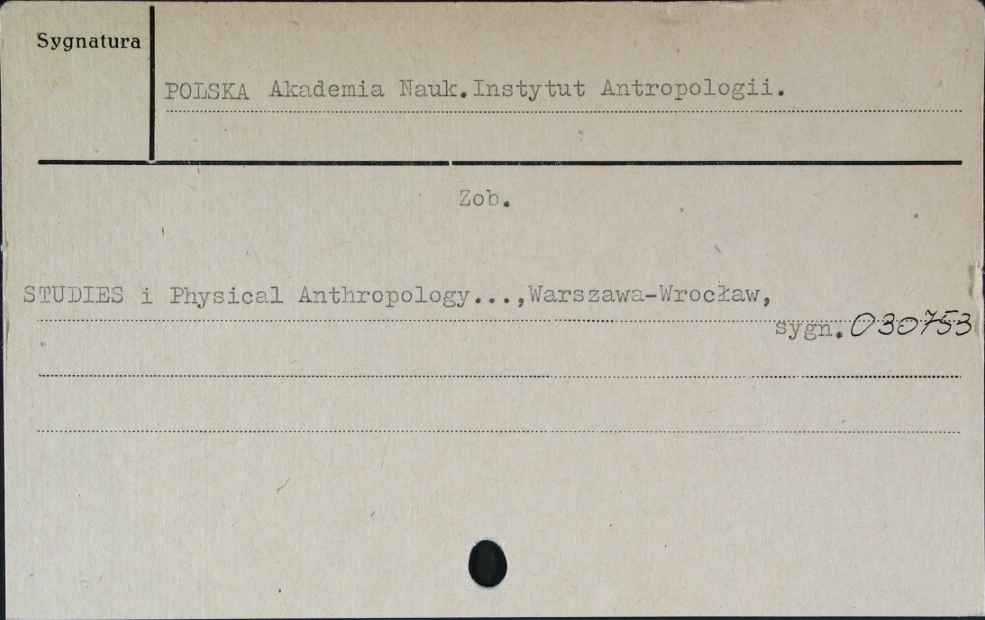 Sygnatura
POLSKA Akademia Nauk.Instytut Antropologii.
Zob.
STUDIES i Physical Anthropology...,Warszawa-Wrocław,
sygn.030753